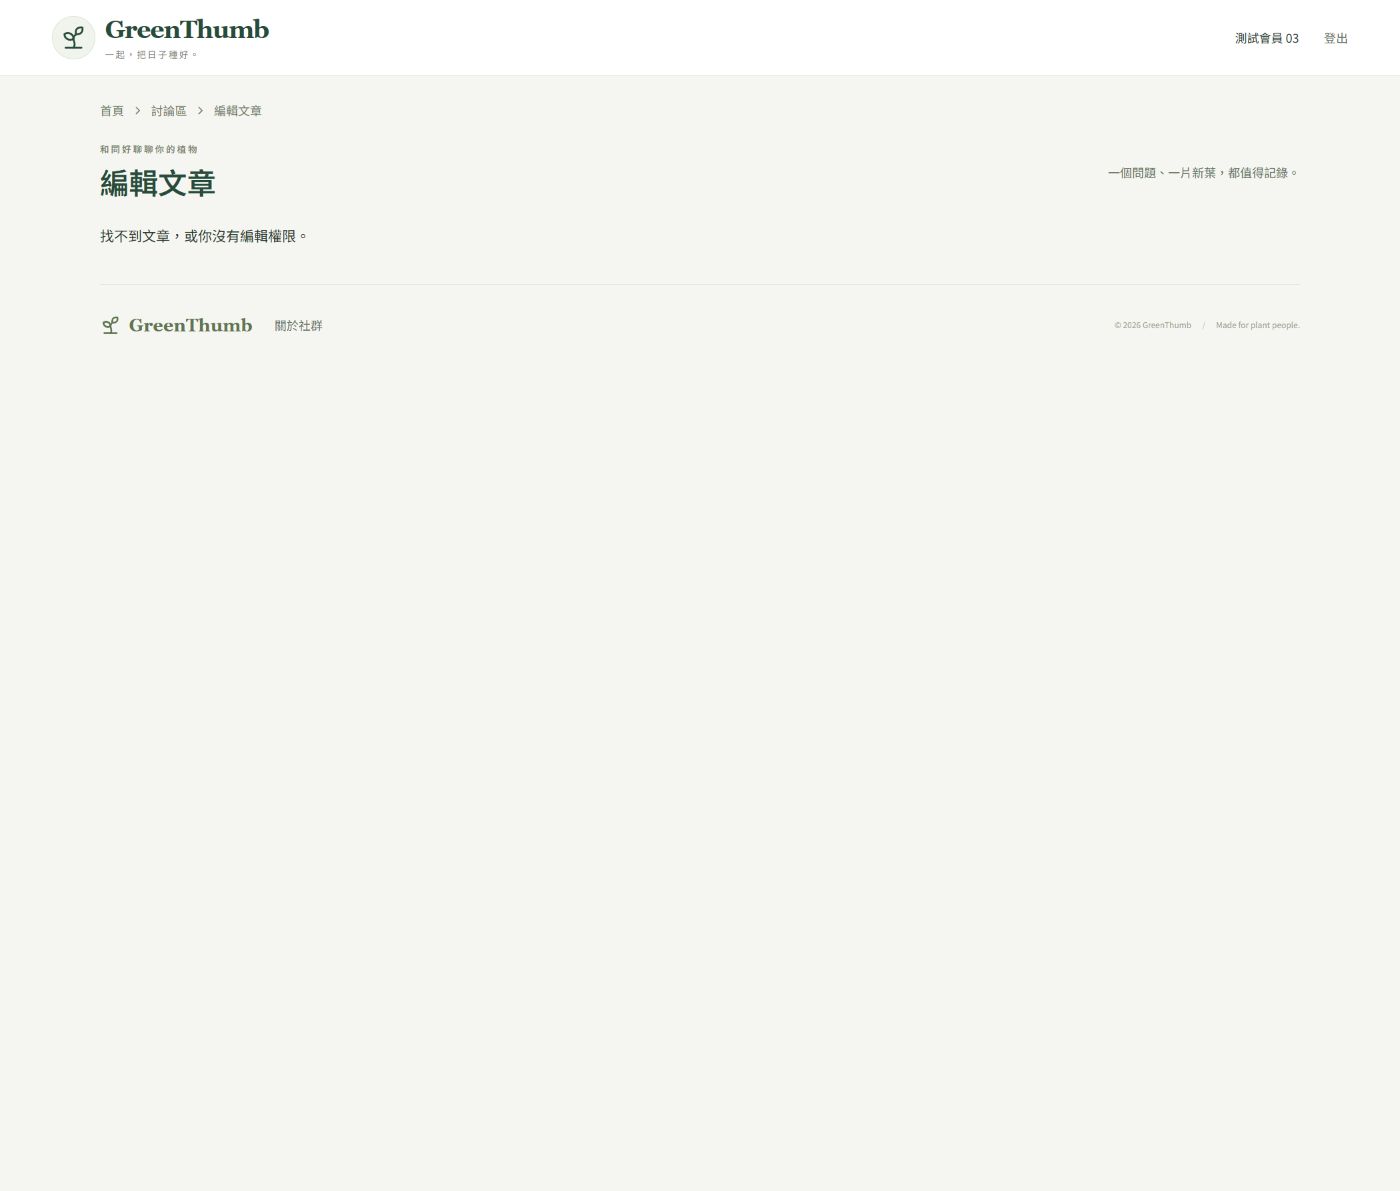 GreenThumb
一起，把日子種好。
測試會員 03
登出
首頁 > 討論區 > 編輯文章
和同好聊聊你的植物
編輯文章
一個問題、一片新葉，都值得記錄。
找不到文章，或你沒有編輯權限。
GreenThumb
關於社群
© 2026 GreenThumb / Made for plant people.